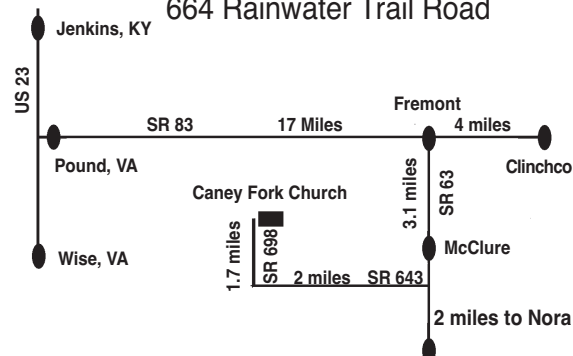 664 Rainwater Trail Road
Jenkins, KY
US 23
Fremont
SR 83
17 Miles
4 miles
Pound, VA
Clinchco
3.1 miles
SR 63
Caney Fork Church
McClure
Wise, VA
1.7 miles
SR 698
2 miles
SR 643
2 miles to Nora